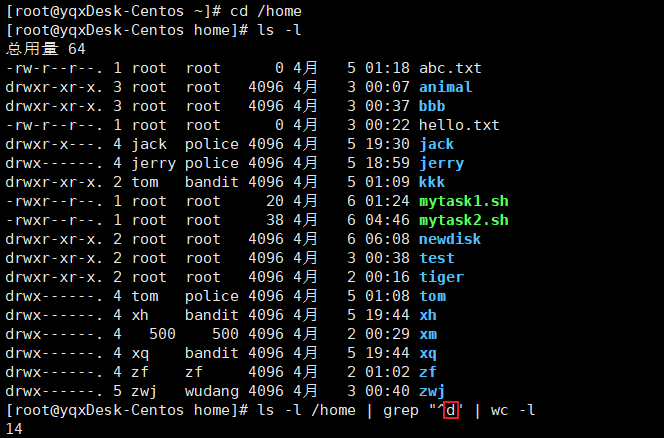 [root@yqxDesk-Centos ~]# cd /home
[root@yqxDesk-Centos home]# ls -l
总用量 64
-rw-r--r--. 1 root  root      0 4月   5 01:18 abc.txt
drwxr-xr-x. 3 root  root   4096 4月   3 00:07 animal
drwxr-xr-x. 3 root  root   4096 4月   3 00:37 bbb
-rw-r--r--. 1 root  root      0 4月   3 00:22 hello.txt
drwxr-x---. 4 jack  police 4096 4月   5 19:30 jack
drwx------. 4 jerry police 4096 4月   5 18:59 jerry
drwxr-xr-x. 2 tom   bandit 4096 4月   5 01:09 kkk
-rwxr--r--. 1 root  root     20 4月   6 01:24 mytask1.sh
-rwxr--r--. 1 root  root     38 4月   6 04:46 mytask2.sh
drwxr-xr-x. 2 root  root   4096 4月   6 06:08 newdisk
drwxr-xr-x. 2 root  root   4096 4月   3 00:38 test
drwxr-xr-x. 2 root  root   4096 4月   2 00:16 tiger
drwx------. 4 tom   police 4096 4月   5 01:08 tom
drwx------. 4 xh    bandit 4096 4月   5 19:44 xh
drwx------. 4   500    500 4096 4月   2 00:29 xm
drwx------. 4 xq    bandit 4096 4月   5 19:44 xq
drwx------. 4 zf    zf     4096 4月   2 01:02 zf
drwx------. 5 zwj   wudang 4096 4月   3 00:40 zwj
[root@yqxDesk-Centos home]# ls -l /home | grep "^d" | wc -l
14